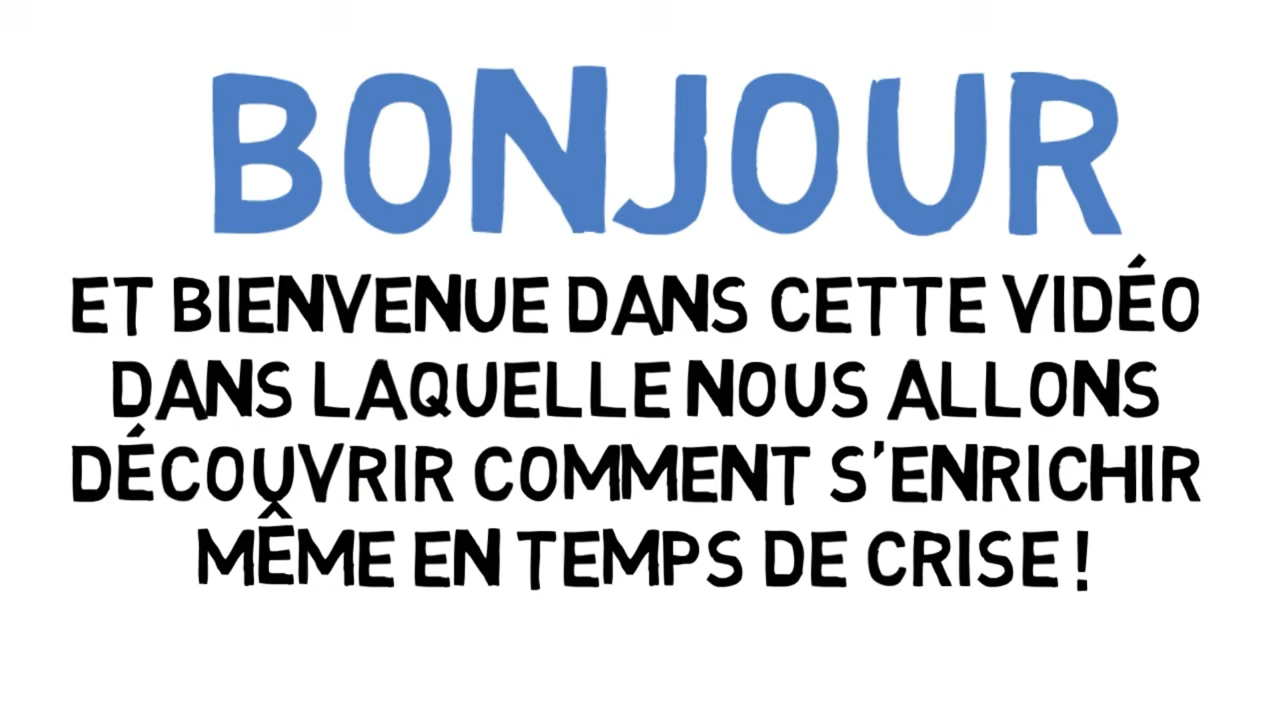 BONJOUR
ET BIENVENUE DANS CETTE VIDÉO
DANS LAQUELLE NOUS ALLONS
DÉCOUVRIR COMMENT S'ENRICHIR
MÊME EN TEMPS DE CRISE !